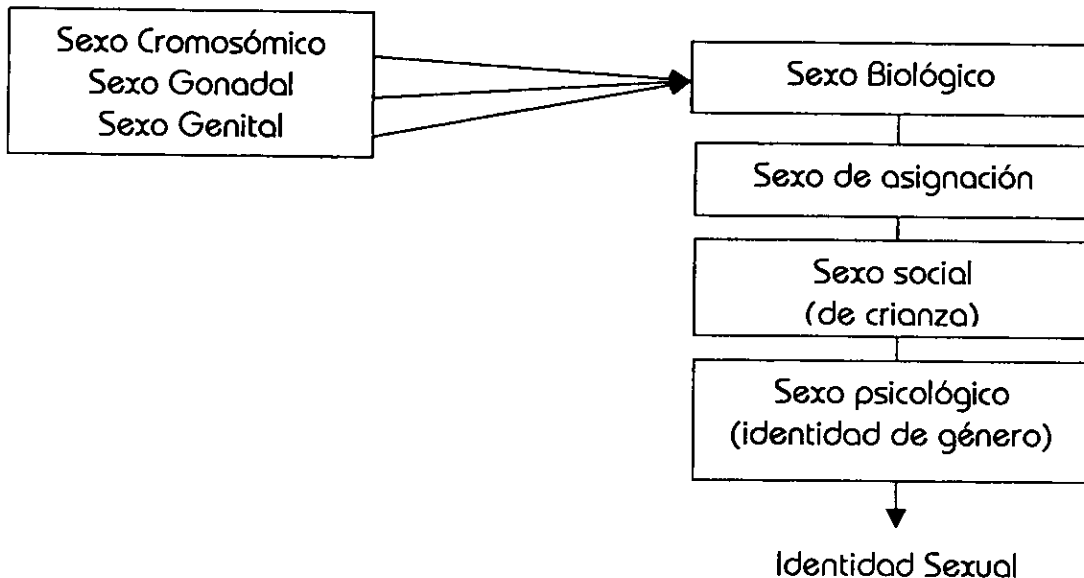 Sexo Cromosómico
Sexo Gonadal
Sexo Genital
Sexo Biológico
Sexo de asignación
Sexo social
(de crianza)
Sexo psicológico
(identidad de género)
Identidad Sexual